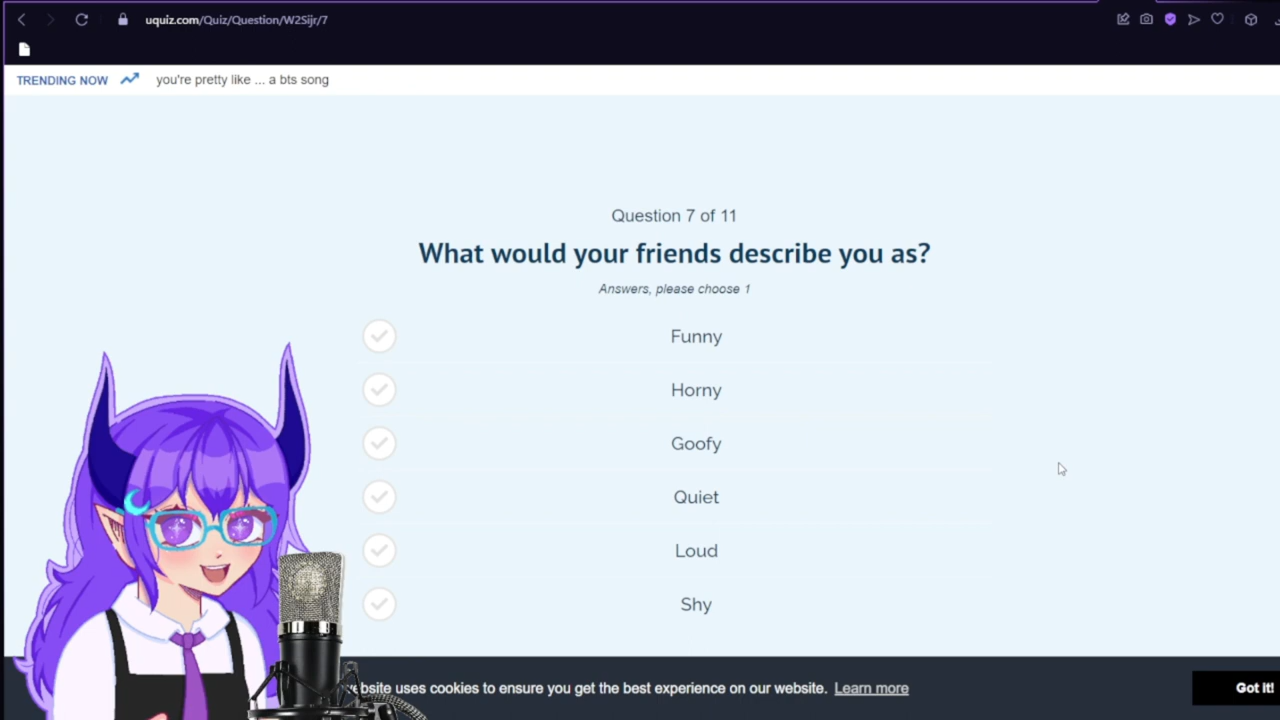 uquiz.com/Quiz/Question/W2Sijr/7
TRENDING NOW you're pretty like ... a bts song
Question 7 of 11
What would your friends describe you as?
Answers, please choose 1
Funny
Horny
Goofy
Quiet
Loud
Shy
website uses cookies to ensure you get the best experience on our website. Learn more Got it!